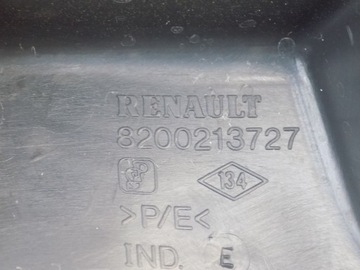 RENAULT
8200213727
134
>P/E<
IND. E